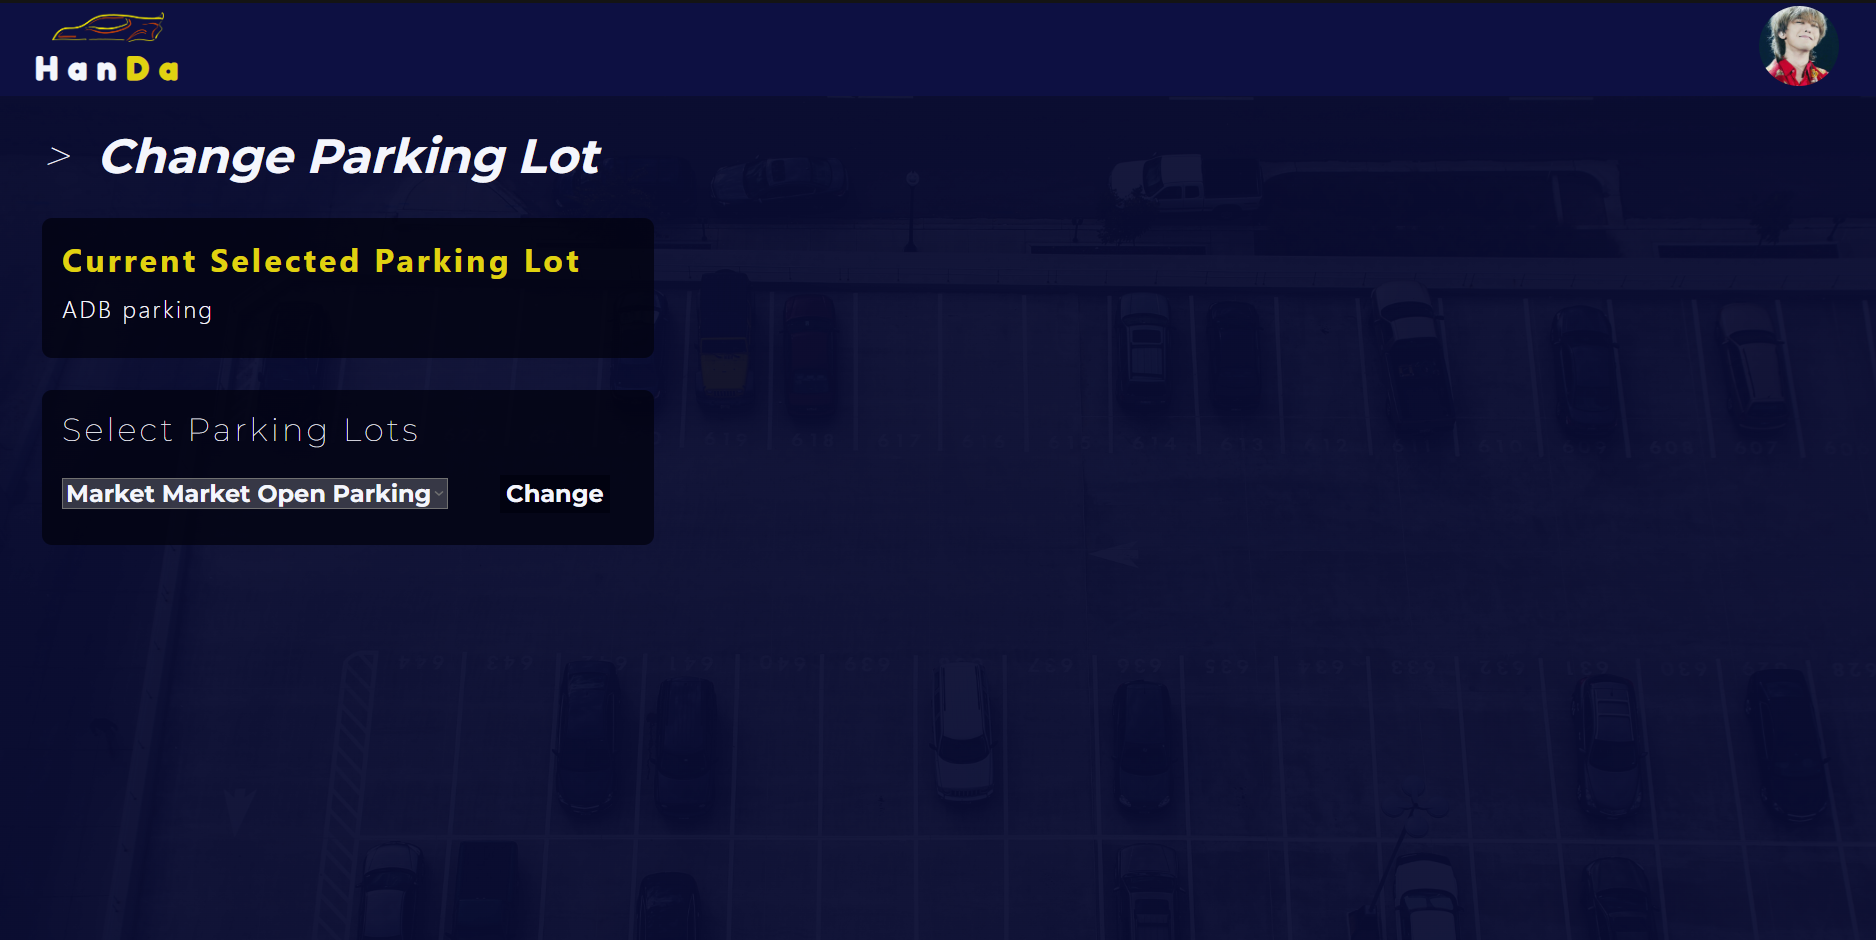 HanDa
> Change Parking Lot
Current Selected Parking Lot
ADB parking
Select Parking Lots
Market Market Open Parking
Change